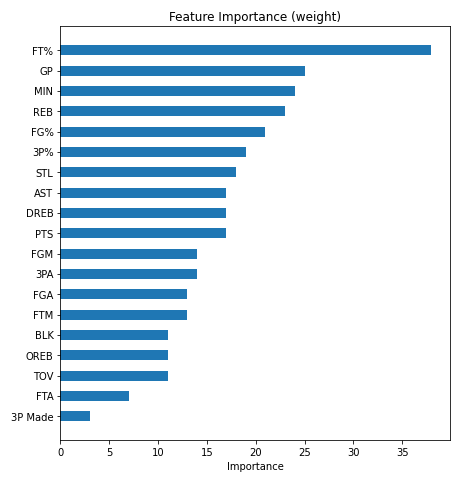 Feature Importance (weight)
FT%
GP
MIN
REB
FG%
3P%
STL
AST
DREB
PTS
FGM
3PA
FGA
FTM
BLK
OREB
TOV
FTA
3P Made
0 5 10 15 20 25 30 35
Importance